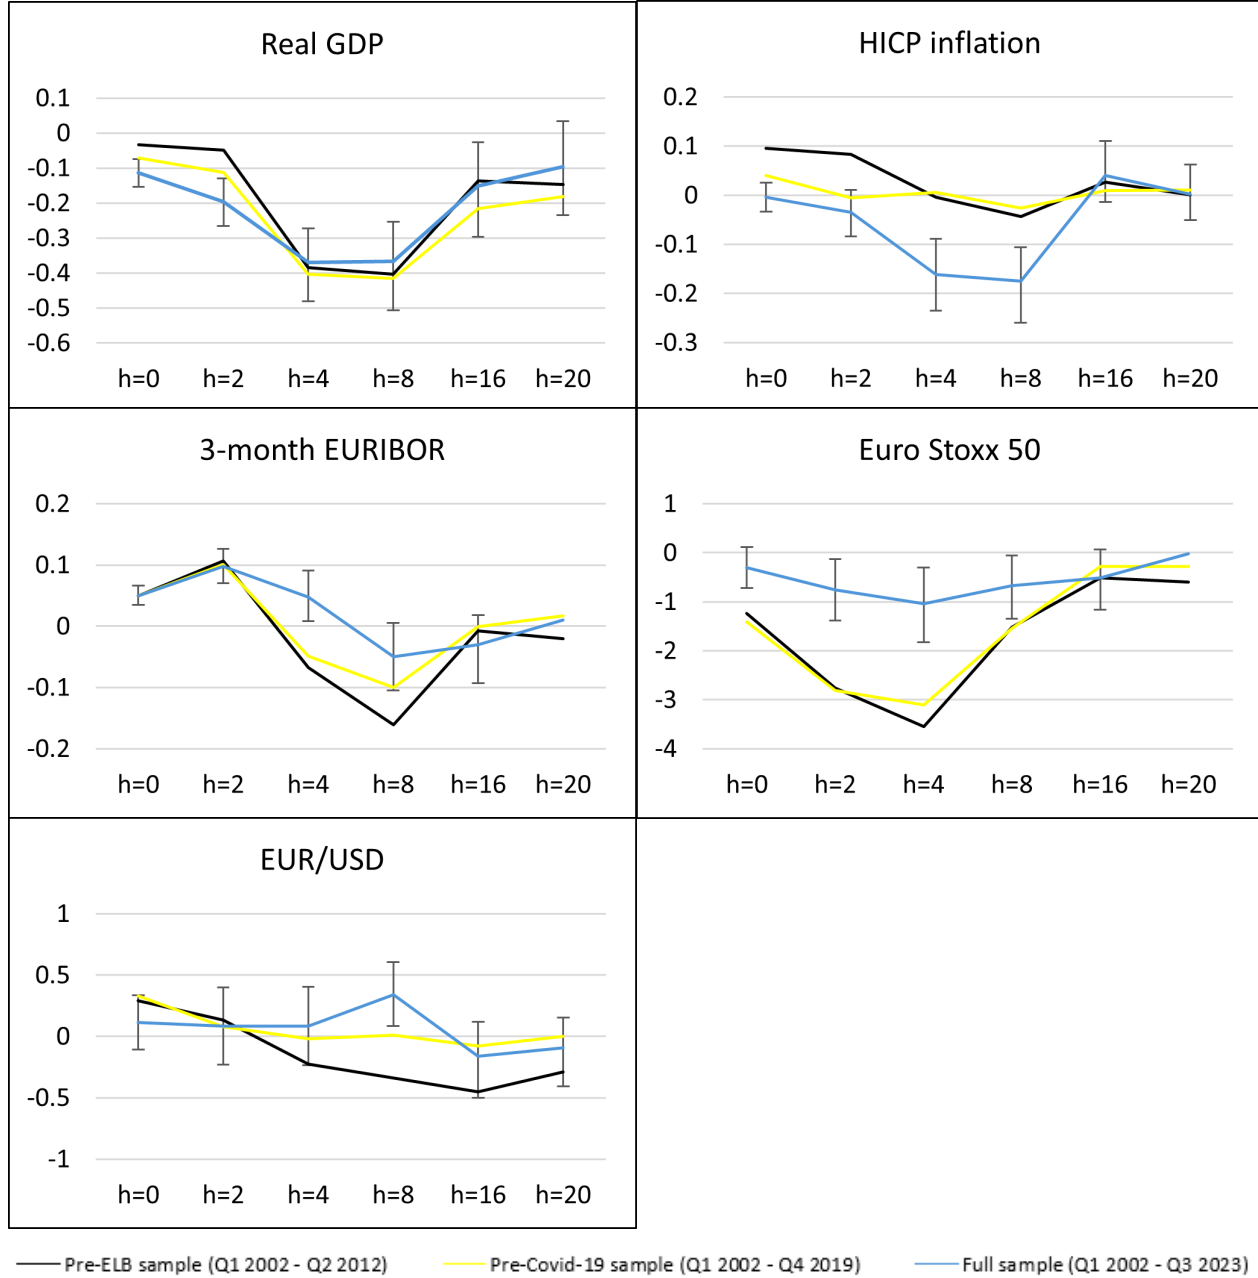 Real GDP
0.1
0
-0.1
-0.2
-0.3
-0.4
-0.5
-0.6
h=0 h=2 h=4 h=8 h=16 h=20
HICP inflation
0.2
0.1
0
-0.1
-0.2
-0.3
h=0 h=2 h=4 h=8 h=16 h=20
3-month EURIBOR
0.2
0.1
0
-0.1
-0.2
h=0 h=2 h=4 h=8 h=16 h=20
Euro Stoxx 50
1
0
-1
-2
-3
-4
h=0 h=2 h=4 h=8 h=16 h=20
EUR/USD
1
0.5
0
-0.5
-1
h=0 h=2 h=4 h=8 h=16 h=20
Pre-ELB sample (Q1 2002 - Q2 2012) Pre-Covid-19 sample (Q1 2002 - Q4 2019) Full sample (Q1 2002 - Q3 2023)